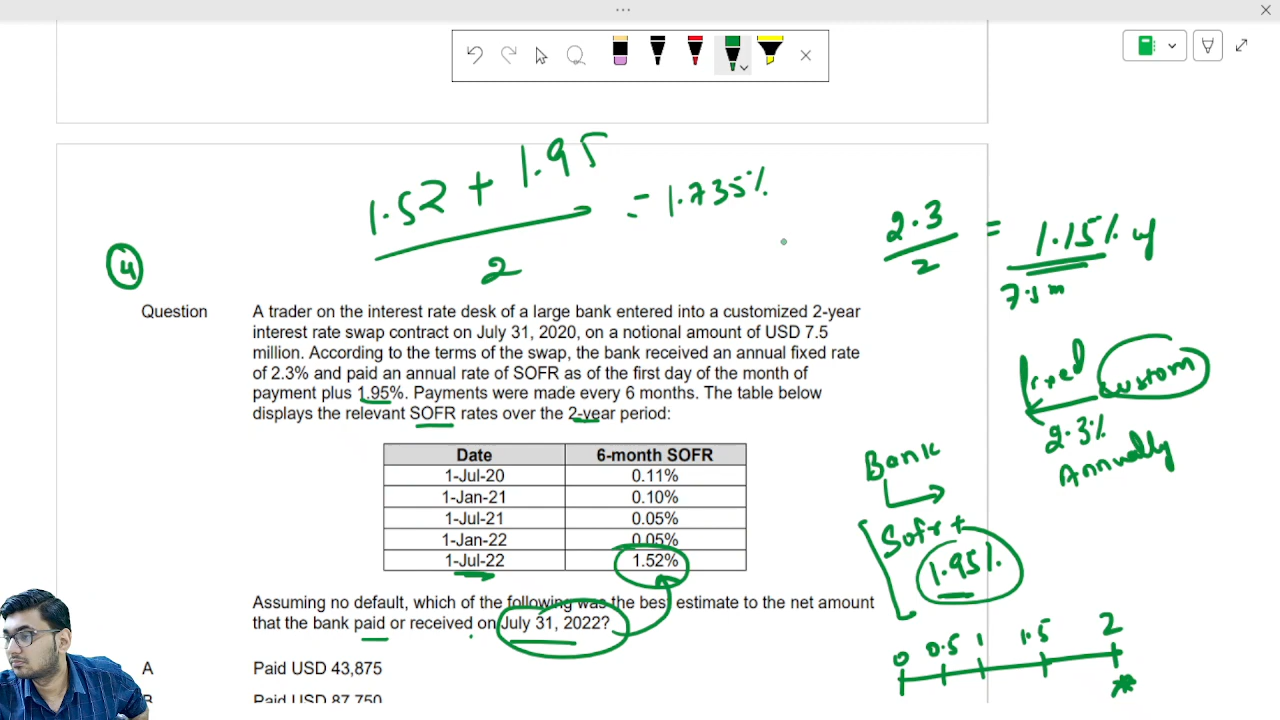 1.52 + 1.95
2
= 1.735%
2.3
2
= 1.15% of
7.5 m
4
Question
A trader on the interest rate desk of a large bank entered into a customized 2-year
interest rate swap contract on July 31, 2020, on a notional amount of USD 7.5
million. According to the terms of the swap, the bank received an annual fixed rate
of 2.3% and paid an annual rate of SOFR as of the first day of the month of
payment plus 1.95%. Payments were made every 6 months. The table below
displays the relevant SOFR rates over the 2-year period:
Date 6-month SOFR
1-Jul-20 0.11%
1-Jan-21 0.10%
1-Jul-21 0.05%
1-Jan-22 0.05%
1-Jul-22 1.52%
Assuming no default, which of the following was the best estimate to the net amount
that the bank paid or received on July 31, 2022?
A Paid USD 43,875
B Paid USD 87,750
Fixed custom
2.3%
Annually
Bank
Sofr +
1.95%
0 0.5 1 1.5 2